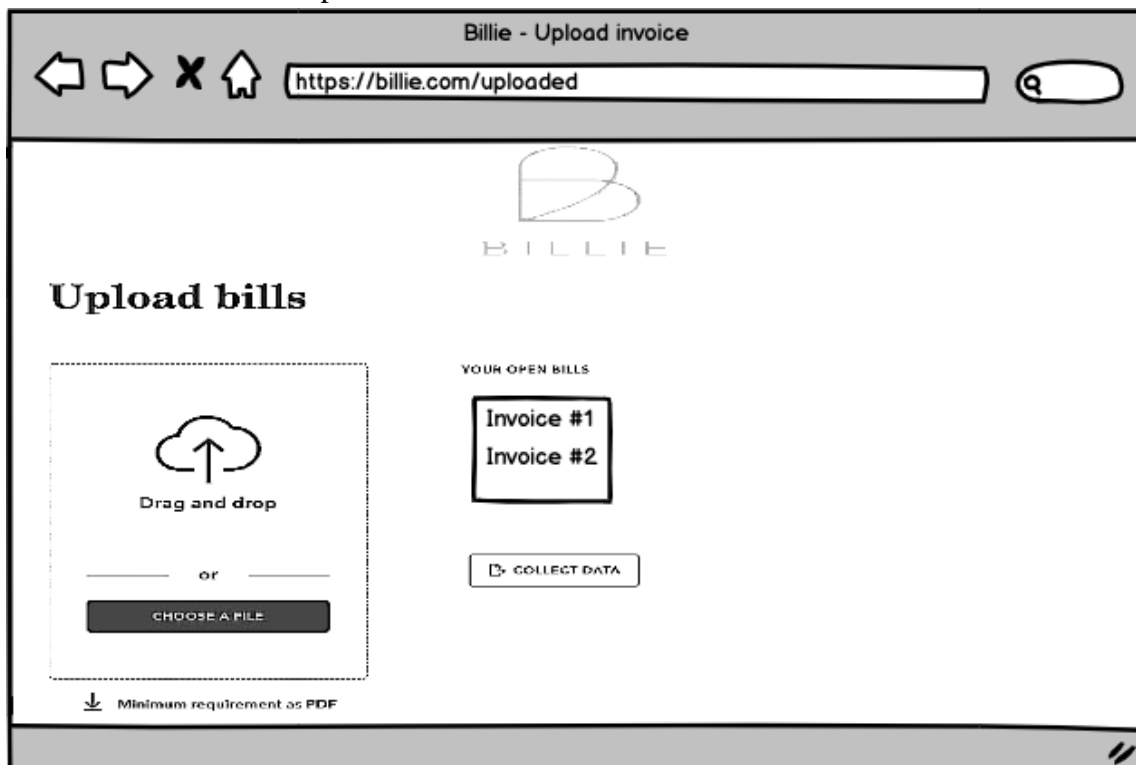 Billie - Upload invoice
https://billie.com/uploaded
BILLIE
Upload bills
YOUR OPEN BILLS
Invoice #1
Invoice #2
Drag and drop
or
CHOOSE A FILE
COLLECT DATA
Minimum requirement as PDF